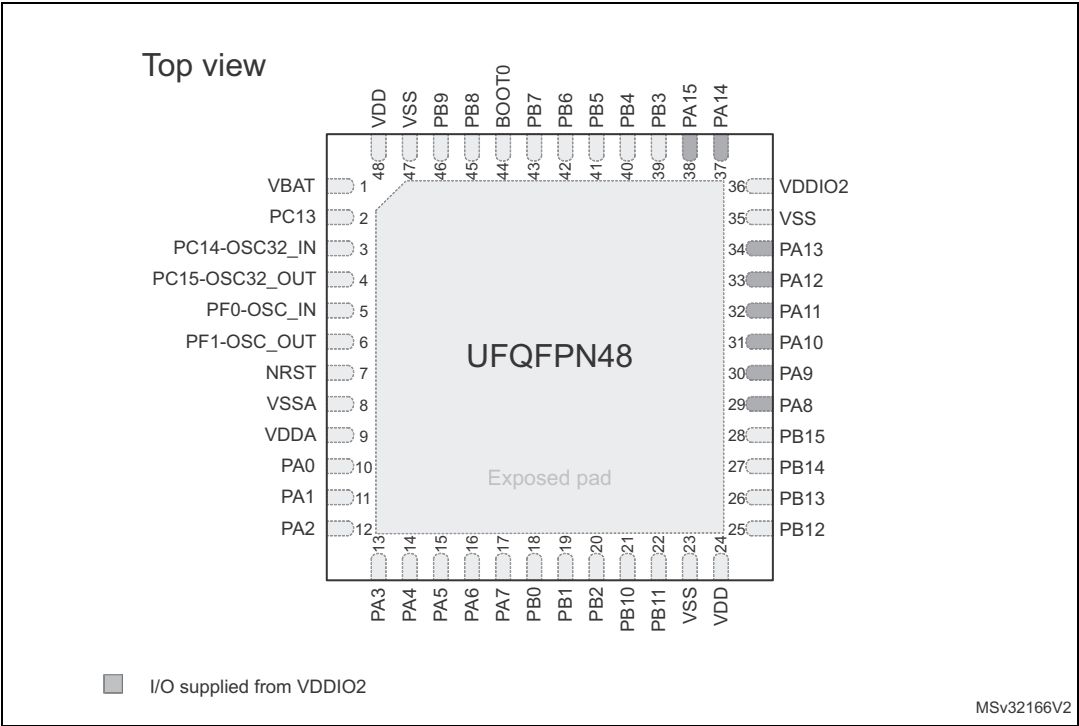 Top view
48 VDD
47 VSS
46 PB9
45 PB8
44 BOOT0
43 PB7
42 PB6
41 PB5
40 PB4
39 PB3
38 PA15
37 PA14
VBAT 1
PC13 2
PC14-OSC32_IN 3
PC15-OSC32_OUT 4
PF0-OSC_IN 5
PF1-OSC_OUT 6
NRST 7
VSSA 8
VDDA 9
PA0 10
PA1 11
PA2 12
36 VDDIO2
35 VSS
34 PA13
33 PA12
32 PA11
31 PA10
30 PA9
29 PA8
28 PB15
27 PB14
26 PB13
25 PB12
UFQFPN48
Exposed pad
PA3 13
PA4 14
PA5 15
PA6 16
PA7 17
PB0 18
PB1 19
PB2 20
PB10 21
PB11 22
VSS 23
VDD 24
I/O supplied from VDDIO2
MSv32166V2